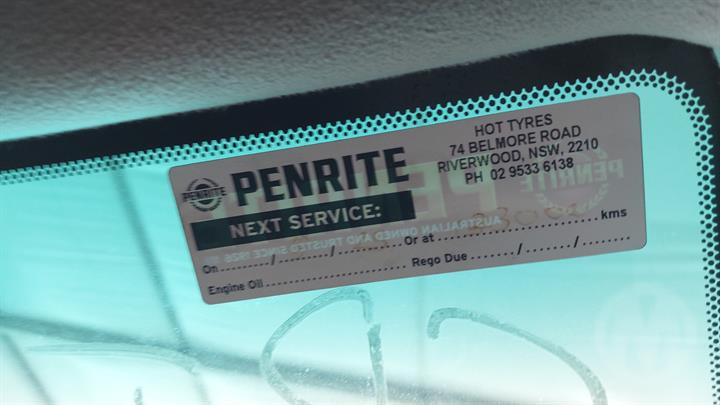 HOT TYRES
74 BELMORE ROAD
RIVERWOOD, NSW, 2210
PH 02 9533 6138
PENRITE
PENRITE
NEXT SERVICE:
AUSTRALIAN OWNED AND TRUSTED SINCE 1926
On ......./......./....... Or at ..............................kms
Engine Oil.............................. Rego Due ......./......./.......